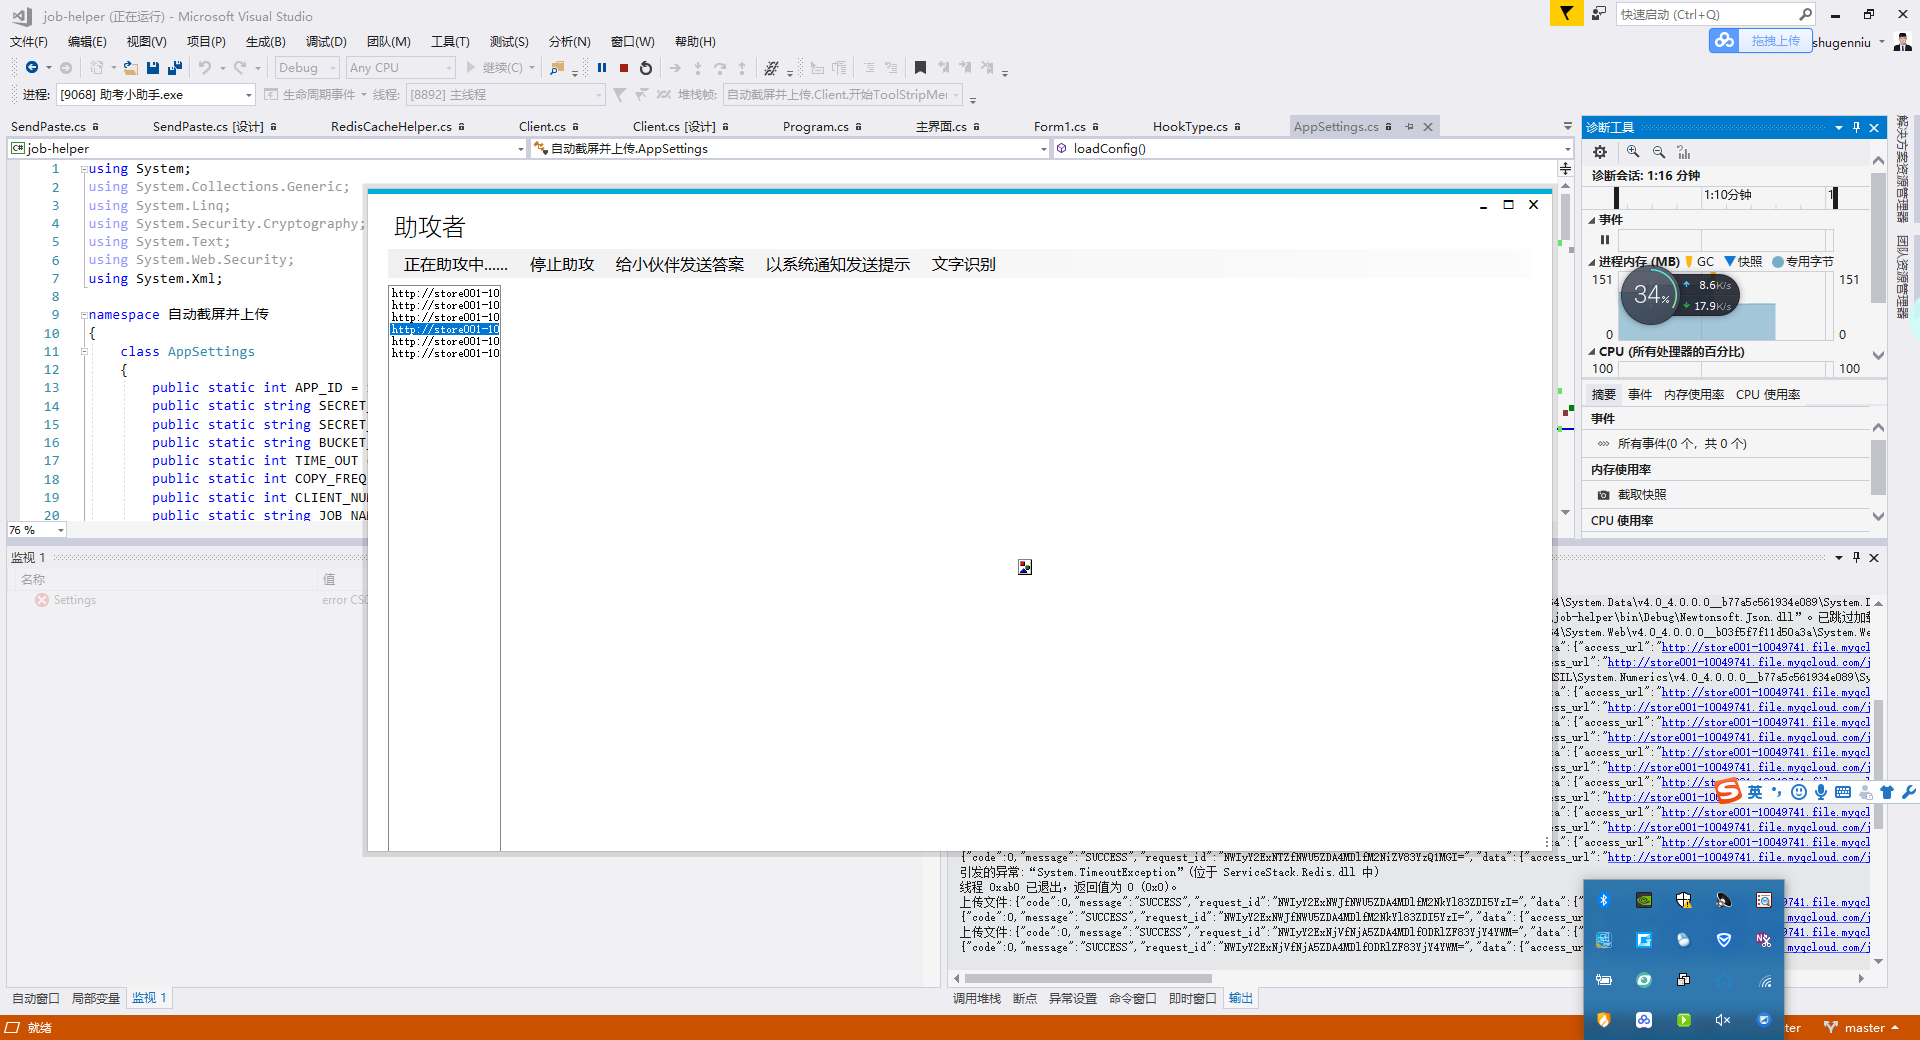 job-helper (正在运行) - Microsoft Visual Studio
快速启动 (Ctrl+Q)
文件(F) 编辑(E) 视图(V) 项目(P) 生成(B) 调试(D) 团队(M) 工具(T) 测试(S) 分析(N) 窗口(W) 帮助(H)
拖拽上传
shugenniu
Debug Any CPU 继续(C)
进程: [9068] 助考小助手.exe 生命周期事件 线程: [8892] 主线程 堆栈帧: 自动截屏并上传.Client.开始ToolStripMe
SendPaste.cs SendPaste.cs [设计] RedisCacheHelper.cs Client.cs Client.cs [设计] Program.cs 主界面.cs Form1.cs HookType.cs AppSettings.cs
job-helper 自动截屏并上传.AppSettings loadConfig()
1 using System;
2 using System.Collections.Generic;
3 using System.Linq;
4 using System.Security.Cryptography;
5 using System.Text;
6 using System.Web.Security;
7 using System.Xml;
8
9 namespace 自动截屏并上传
10 {
11 class AppSettings
12 {
13 public static int APP_ID =
14 public static string SECRET_
15 public static string SECRET_
16 public static string BUCKET_
17 public static int TIME_OUT
18 public static int COPY_FREQ
19 public static int CLIENT_NU
20 public static string JOB_NA
76 %
助攻者
正在助攻中...... 停止助攻 给小伙伴发送答案 以系统通知发送提示 文字识别
http://store001-10
http://store001-10
http://store001-10
http://store001-10
http://store001-10
http://store001-10
诊断工具
诊断会话: 1:16 分钟
1:10分钟
事件
进程内存 (MB) GC 快照 专用字节
151 151
34% 8.6K/s
17.9K/s
0 0
CPU (所有处理器的百分比)
100 100
摘要 事件 内存使用率 CPU 使用率
事件
所有事件(0 个，共 0 个)
内存使用率
截取快照
CPU 使用率
解决方案资源管理器
团队资源管理器
监视 1
名称 值
Settings error CS0
4\System.Data\v4.0_4.0.0.0__b77a5c561934e089\System.D
job-helper\bin\Debug\Newtonsoft.Json.dll”。已跳过加载
4\System.Web\v4.0_4.0.0.0__b03f5f7f11d50a3a\System.We
a":{"access_url":"http://store001-10049741.file.myqcl
ss_url":"http://store001-10049741.file.myqcloud.com/j
SIL\System.Numerics\v4.0_4.0.0.0__b77a5c561934e089\Sy
a":{"access_url":"http://store001-10049741.file.myqcl
ss_url":"http://store001-10049741.file.myqcloud.com/j
a":{"access_url":"http://store001-10049741.file.myqcl
ss_url":"http://store001-10049741.file.myqcloud.com/j
a":{"access_url":"http://store001-10049741.file.myqcl
ss_url":"http://store001-10049741.file.myqcloud.com/j
a":{"access_url":"http://store001-10049741.file.myqcl
ss_url":"http://store001-10
英
a":{"access_url":"http://store001-10049741.file.myqcl
ss_url":"http://store001-10049741.file.myqcloud.com/j
a":{"access_url":"http://store001-10049741.file.myqcl
{"code":0,"message":"SUCCESS","request_id":"NWIyY2ExNTZfNWU5ZDA4MDlfM2NiZV83YzQ1MGI=","data":{"access_url":"http://store001-10049741.file.myqcloud.com/j
引发的异常:“System.TimeoutException”(位于 ServiceStack.Redis.dll 中)
线程 0xab0 已退出，返回值为 0 (0x0)。
上传文件:{"code":0,"message":"SUCCESS","request_id":"NWIyY2ExNWJfNWU5ZDA4MDlfM2NkYl83ZDI5YzI=","data":{"
{"code":0,"message":"SUCCESS","request_id":"NWIyY2ExNWJfNWU5ZDA4MDlfM2NkYl83ZDI5YzI=","data":{"access_ur
上传文件:{"code":0,"message":"SUCCESS","request_id":"NWIyY2ExNjVfNjA5ZDA4MDlfODRlZF83YjY4YWM=","data":{"
{"code":0,"message":"SUCCESS","request_id":"NWIyY2ExNjVfNjA5ZDA4MDlfODRlZF83YjY4YWM=","data":{"access_ur
自动窗口 局部变量 监视 1
调用堆栈 断点 异常设置 命令窗口 即时窗口 输出
就绪
ter master